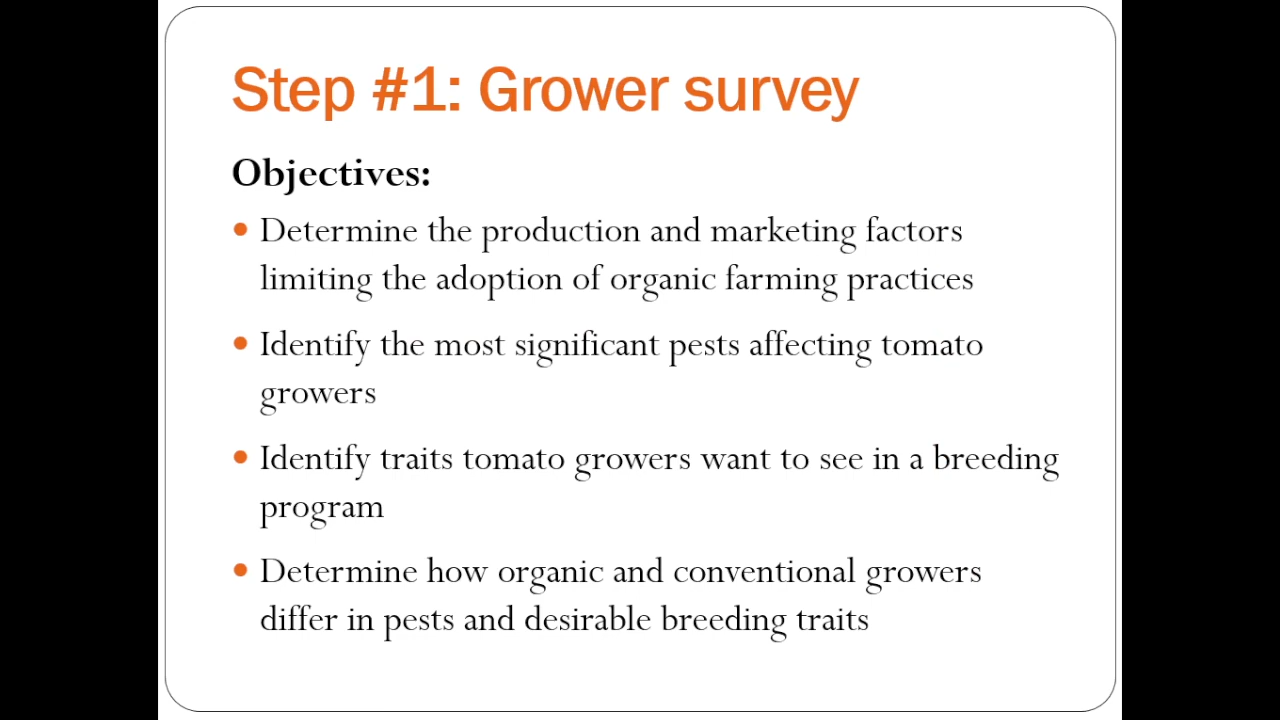 Step #1: Grower survey
Objectives:
• Determine the production and marketing factors
limiting the adoption of organic farming practices
• Identify the most significant pests affecting tomato
growers
• Identify traits tomato growers want to see in a breeding
program
• Determine how organic and conventional growers
differ in pests and desirable breeding traits